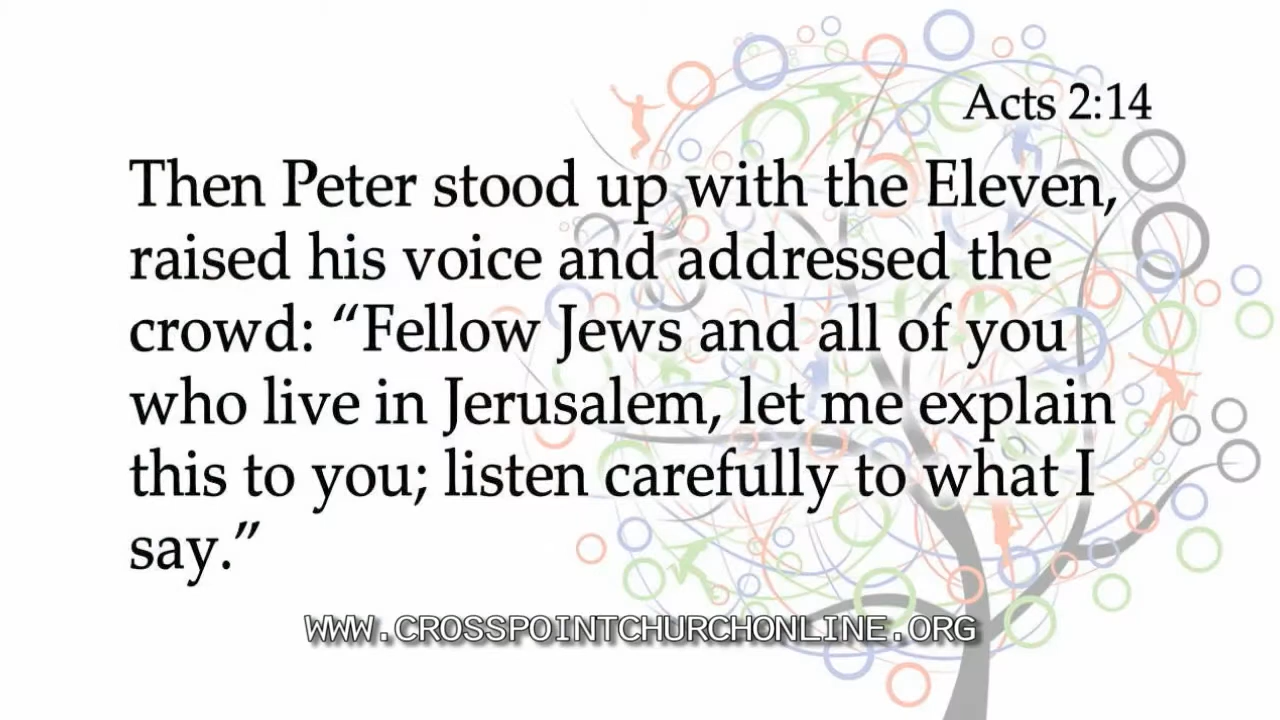 Acts 2:14
Then Peter stood up with the Eleven,
raised his voice and addressed the
crowd: “Fellow Jews and all of you
who live in Jerusalem, let me explain
this to you; listen carefully to what I
say.”
WWW.CROSSPOINTCHURCHONLINE.ORG